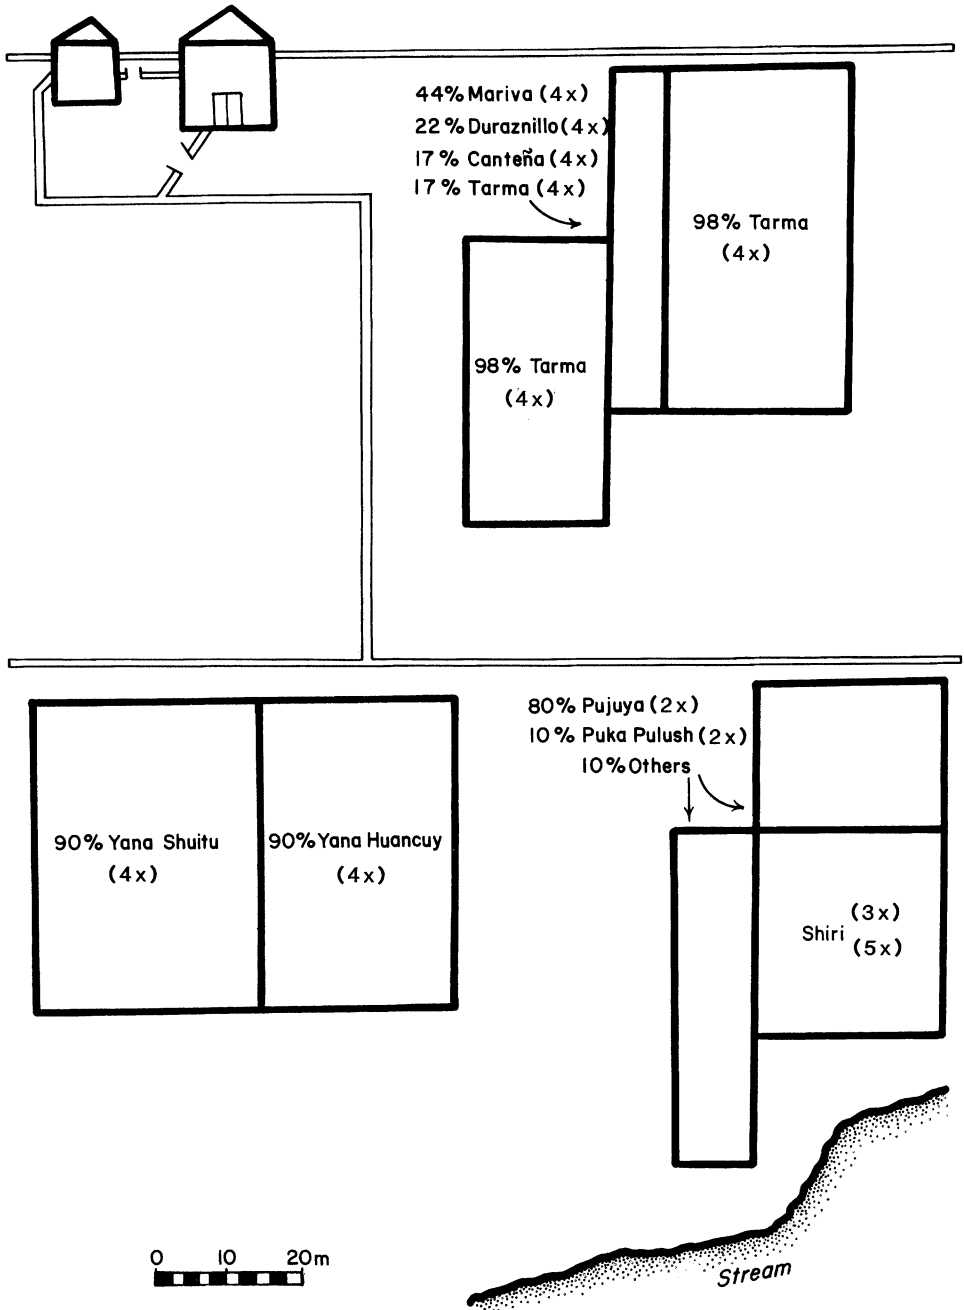 44% Mariva (4x)
22% Duraznillo (4x)
17% Canteña (4x)
17% Tarma (4x)
98% Tarma
(4x)
98% Tarma
(4x)
80% Pujuya (2x)
10% Puka Pulush (2x)
10% Others
90% Yana Shuitu
(4x)
90% Yana Huancuy
(4x)
Shiri (3x)
(5x)
0 10 20m
Stream